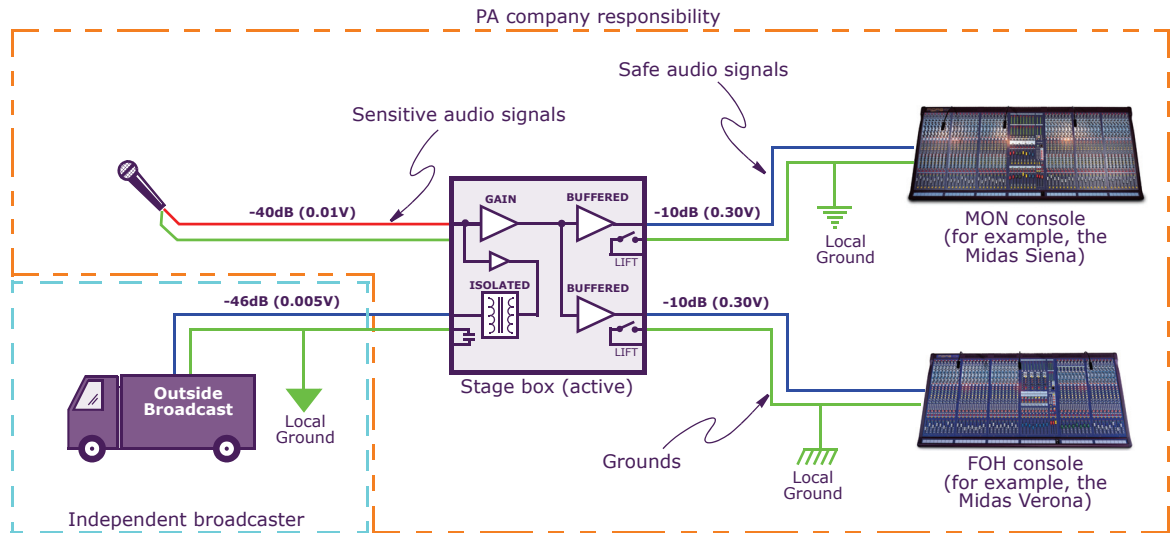 PA company responsibility
Safe audio signals
Sensitive audio signals
GAIN
BUFFERED
-40dB (0.01V)
-10dB (0.30V)
LIFT
Local
Ground
MON console
(for example, the
Midas Siena)
-46dB (0.005V)
ISOLATED
BUFFERED
-10dB (0.30V)
LIFT
Stage box (active)
Outside
Broadcast
Local
Ground
Grounds
Local
Ground
FOH console
(for example, the
Midas Verona)
Independent broadcaster